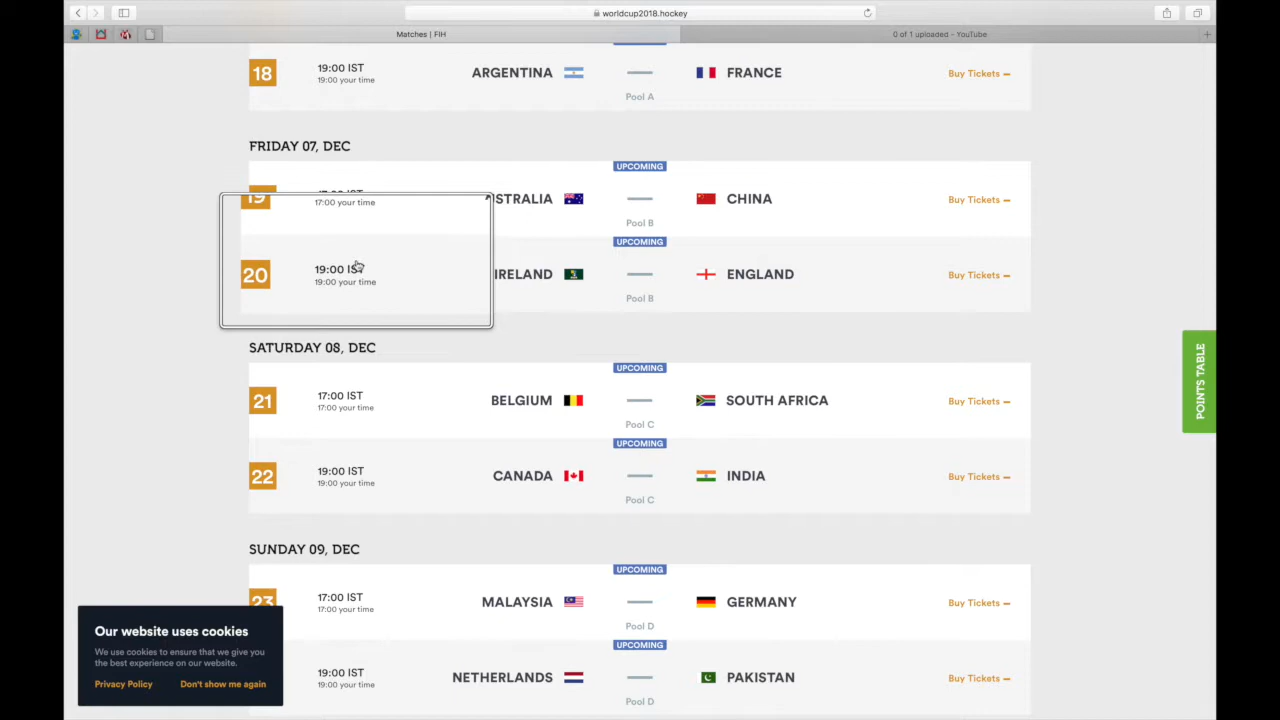 worldcup2018.hockey
Matches | FIH
0 of 1 uploaded - YouTube
18
19:00 IST
19:00 your time
ARGENTINA
FRANCE
Buy Tickets
Pool A
FRIDAY 07, DEC
UPCOMING
19
17:00 IST
17:00 your time
STRALIA
CHINA
Buy Tickets
Pool B
UPCOMING
20
19:00 IST
19:00 your time
IRELAND
ENGLAND
Buy Tickets
Pool B
SATURDAY 08, DEC
UPCOMING
21
17:00 IST
17:00 your time
BELGIUM
SOUTH AFRICA
Buy Tickets
Pool C
UPCOMING
22
19:00 IST
19:00 your time
CANADA
INDIA
Buy Tickets
Pool C
POINTS TABLE
SUNDAY 09, DEC
UPCOMING
23
17:00 IST
17:00 your time
MALAYSIA
GERMANY
Buy Tickets
Pool D
UPCOMING
19:00 IST
19:00 your time
NETHERLANDS
PAKISTAN
Buy Tickets
Pool D
Our website uses cookies
We use cookies to ensure that we give you
the best experience on our website.
Privacy Policy
Don't show me again